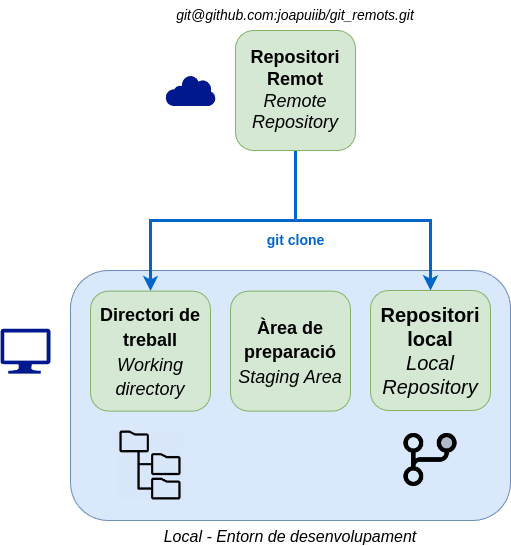 git@github.com:joapuiib/git_remots.git
Repositori
Remot
Remote
Repository
git clone
Directori de
treball
Working
directory
Àrea de
preparació
Staging Area
Repositori
local
Local
Repository
Local - Entorn de desenvolupament